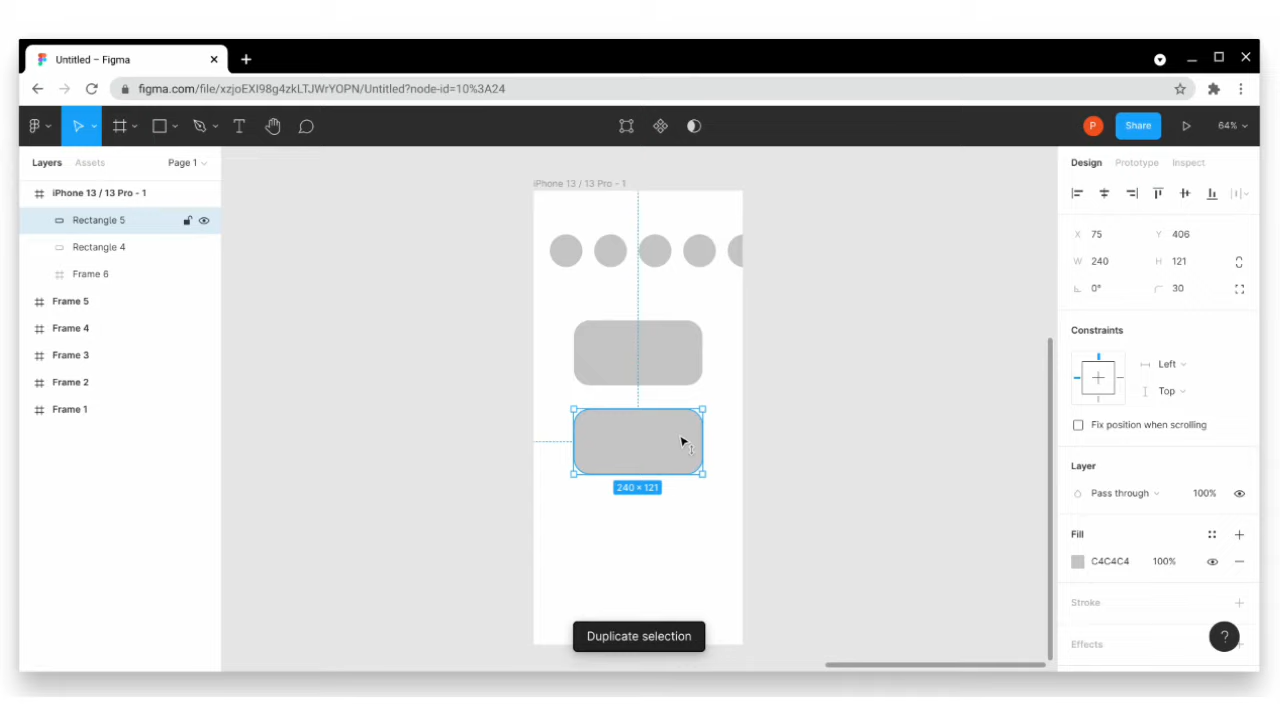 Untitled – Figma
figma.com/file/xzjoEXI98g4zkLTJWrYOPN/Untitled?node-id=10%3A24
P
Share
64%
Layers
Assets
Page 1
iPhone 13 / 13 Pro - 1
Rectangle 5
Rectangle 4
Frame 6
Frame 5
Frame 4
Frame 3
Frame 2
Frame 1
iPhone 13 / 13 Pro - 1
240 × 121
Duplicate selection
Design
Prototype
Inspect
X 75
Y 406
W 240
H 121
0°
30
Constraints
Left
Top
Fix position when scrolling
Layer
Pass through
100%
Fill
C4C4C4
100%
Stroke
Effects
?